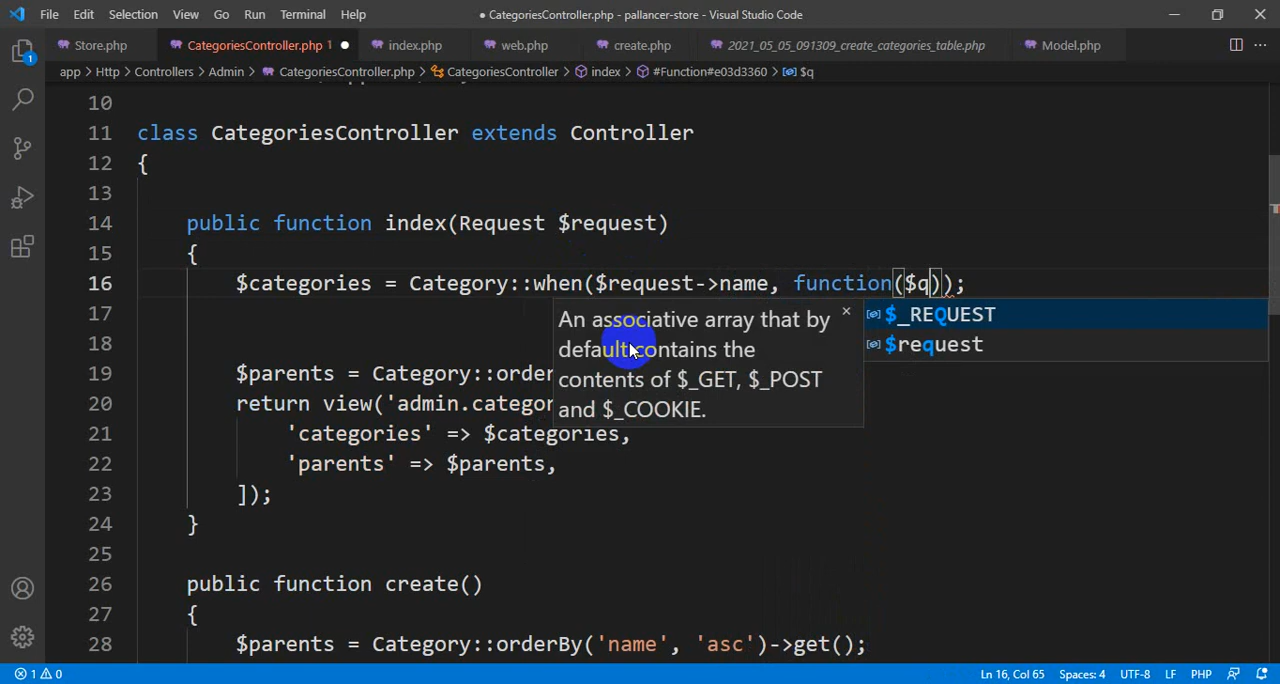 File Edit Selection View Go Run Terminal Help ● CategoriesController.php - pallancer-store - Visual Studio Code
Store.php CategoriesController.php 1 ● index.php web.php create.php 2021_05_05_091309_create_categories_table.php Model.php
app > Http > Controllers > Admin > CategoriesController.php > CategoriesController > index > #Function#e03d3360 > $q
10
11 class CategoriesController extends Controller
12 {
13
14 public function index(Request $request)
15 {
16 $categories = Category::when($request->name, function($q));
17 An associative array that by × $_REQUEST
default contains the $request
18 contents of $_GET, $_POST
19 $parents = Category::order
and $_COOKIE.
20 return view('admin.categor
21 'categories' => $categories,
22 'parents' => $parents,
23 ]);
24 }
25
26 public function create()
27 {
28 $parents = Category::orderBy('name', 'asc')->get();
1 0 Ln 16, Col 65 Spaces: 4 UTF-8 LF PHP